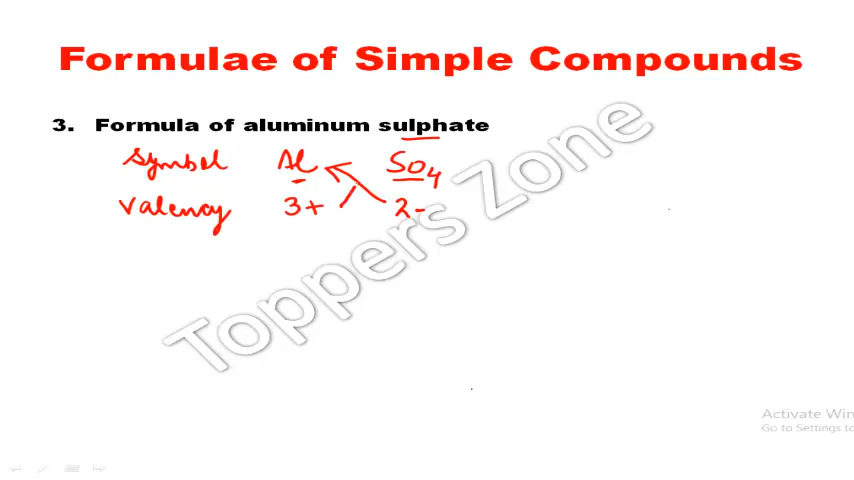 Formulae of Simple Compounds
3. Formula of aluminum sulphate
Symbol Al SO4
Valency 3+ 2-
Toppers Zone
Activate Win
Go to Settings to